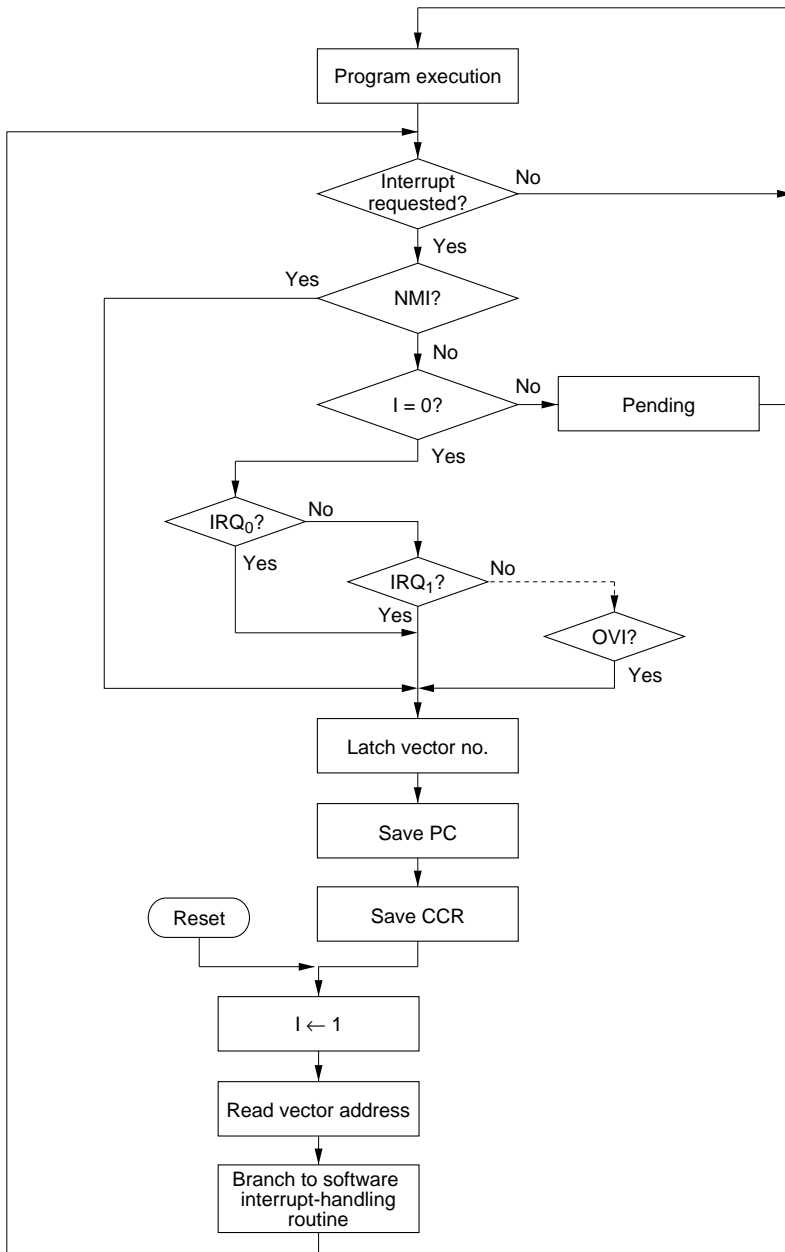 Program execution
Interrupt
requested?
No
Yes
Yes
NMI?
No
I = 0?
No
Pending
Yes
IRQ0?
No
Yes
IRQ1?
No
Yes
OVI?
Yes
Latch vector no.
Save PC
Save CCR
Reset
I ← 1
Read vector address
Branch to software
interrupt-handling
routine